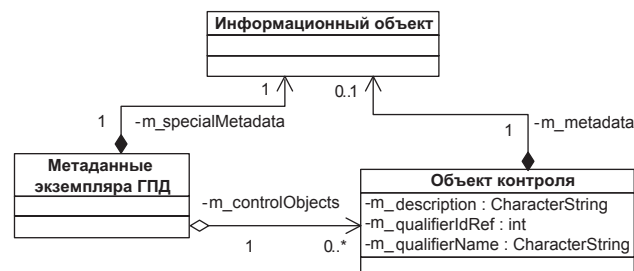 Информационный объект
1
0..1
1
-m_specialMetadata
1
-m_metadata
Метаданные
экземпляра ГПД
-m_controlObjects
1
0..*
Объект контроля
-m_description : CharacterString
-m_qualifierIdRef : int
-m_qualifierName : CharacterString